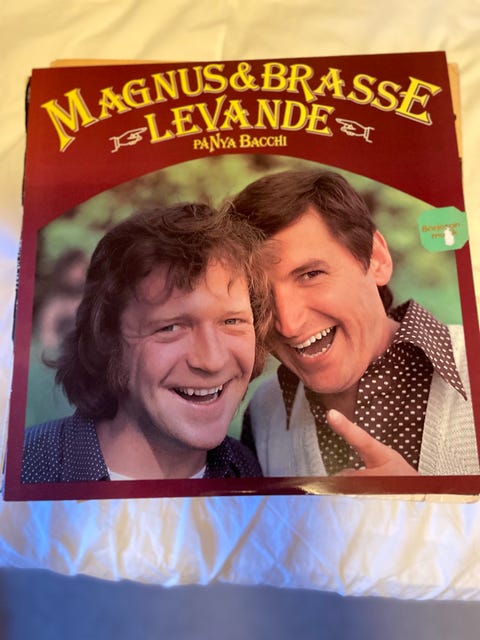 MAGNUS & BRASSE
LEVANDE
PÅ NYA BACCHI